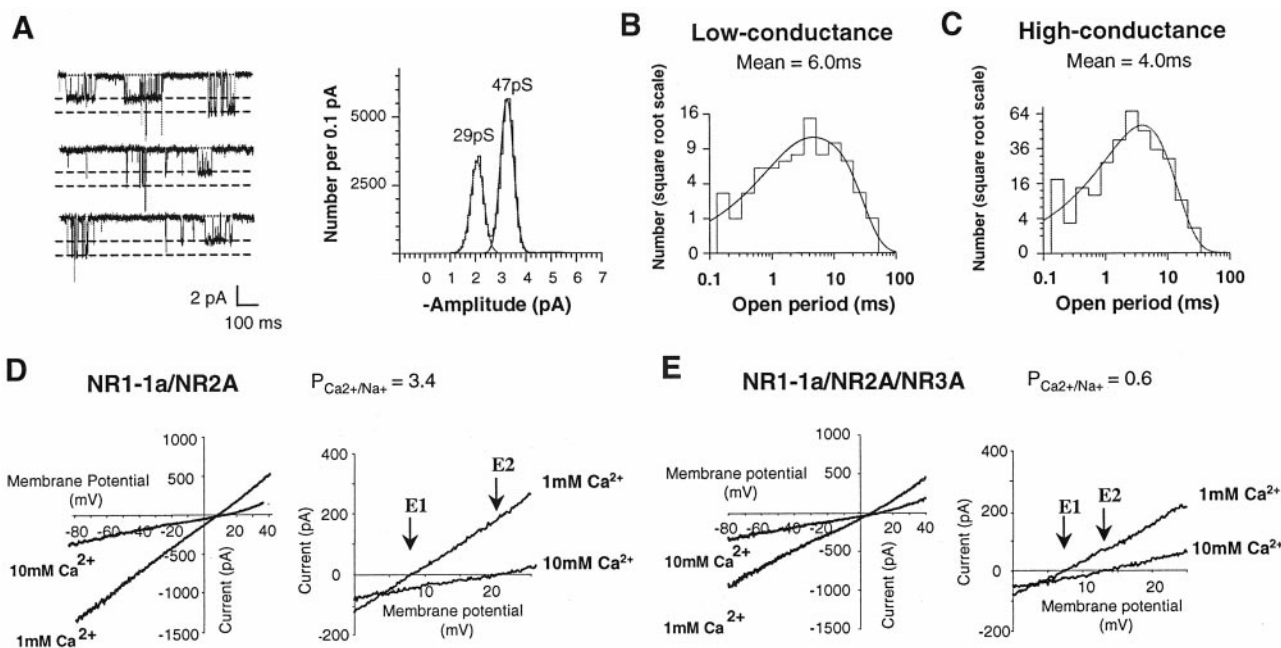 A
Number per 0.1 pA
5000
2500
29pS
47pS
0 1 2 3 4 5 6 7
-Amplitude (pA)
2 pA
100 ms
B
Low-conductance
Mean = 6.0ms
Number (square root scale)
16
9
4
1
0
0.1 1 10 100
Open period (ms)
C
High-conductance
Mean = 4.0ms
Number (square root scale)
64
36
16
4
0
0.1 1 10 100
Open period (ms)
D
NR1-1a/NR2A
P Ca2+/Na+ = 3.4
1000
500
Membrane Potential
(mV)
-80 -60 -40 -20 20 40
-500
-1000
-1500
Current (pA)
10mM Ca2+
1mM Ca2+
400
200
0
-200
Current (pA)
E1
E2
1mM Ca2+
10mM Ca2+
10 20
Membrane potential
(mV)
E
NR1-1a/NR2A/NR3A
P Ca2+/Na+ = 0.6
1000
500
Membrane Potential
(mV)
-80 -60 -40 -20 20 40
-500
-1000
-1500
Current (pA)
10mM Ca2+
1mM Ca2+
400
200
0
-200
Current (pA)
E1
E2
1mM Ca2+
10mM Ca2+
10 20
Membrane potential
(mV)